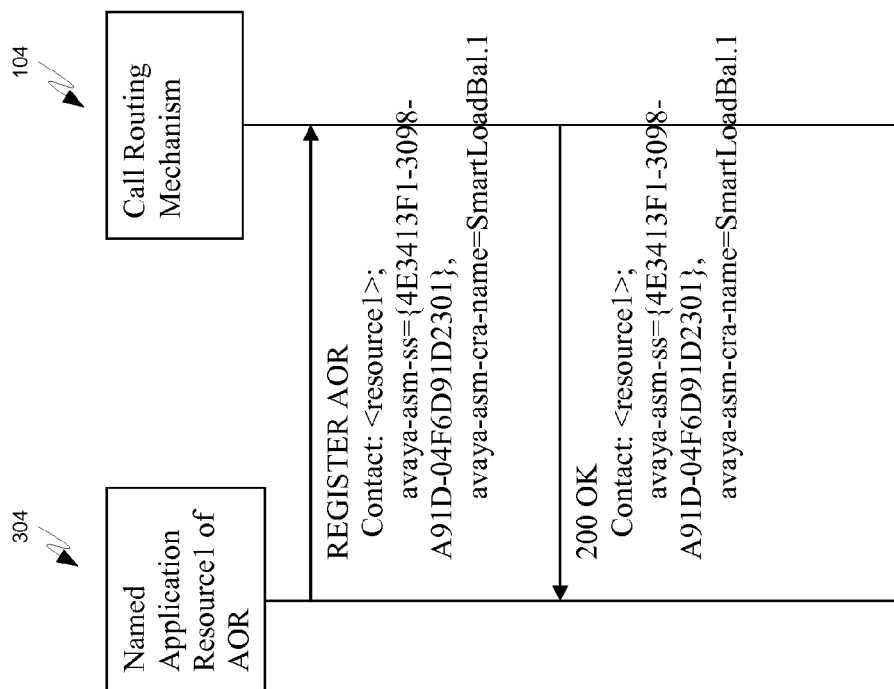 304
104
Named
Application
Resource1 of
AOR
Call Routing
Mechanism
REGISTER AOR
Contact: <resource1>;
avaya-asm-ss={4E3413F1-3098-
A91D-04F6D91D2301},
avaya-asm-cra-name=SmartLoadBal.1
200 OK
Contact: <resource1>;
avaya-asm-ss={4E3413F1-3098-
A91D-04F6D91D2301},
avaya-asm-cra-name=SmartLoadBal.1